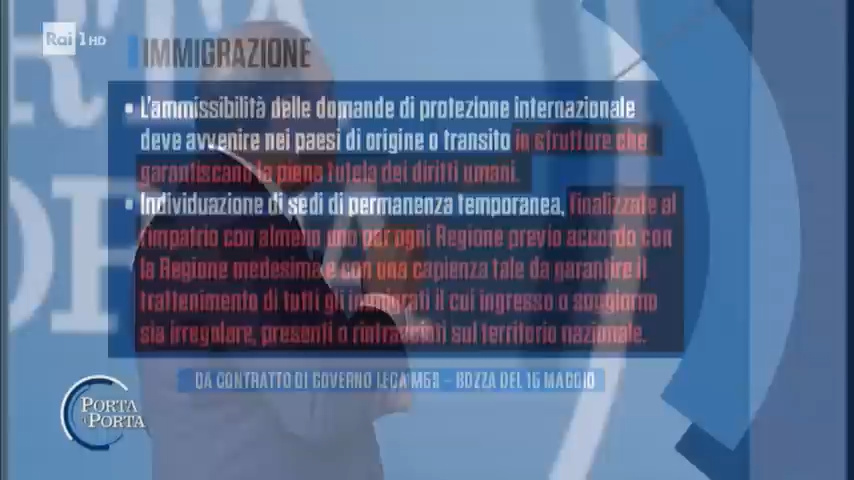 Rai 1 HD
IMMIGRAZIONE
• L'ammissibilità delle domande di protezione internazionale
deve avvenire nei paesi di origine o transito in strutture che
garantiscano la piena tutela dei diritti umani.
• Individuazione di sedi di permanenza temporanea, finalizzate al
rimpatrio con almeno uno per ogni Regione previo accordo con
la Regione medesima e con una capienza tale da garantire il
trattenimento di tutti gli immigrati il cui ingresso o soggiorno
sia irregolare, presenti o rintracciati sul territorio nazionale.
DA CONTRATTO DI GOVERNO LEGA M5S - BOZZA DEL 15 MAGGIO
PORTA
A PORTA